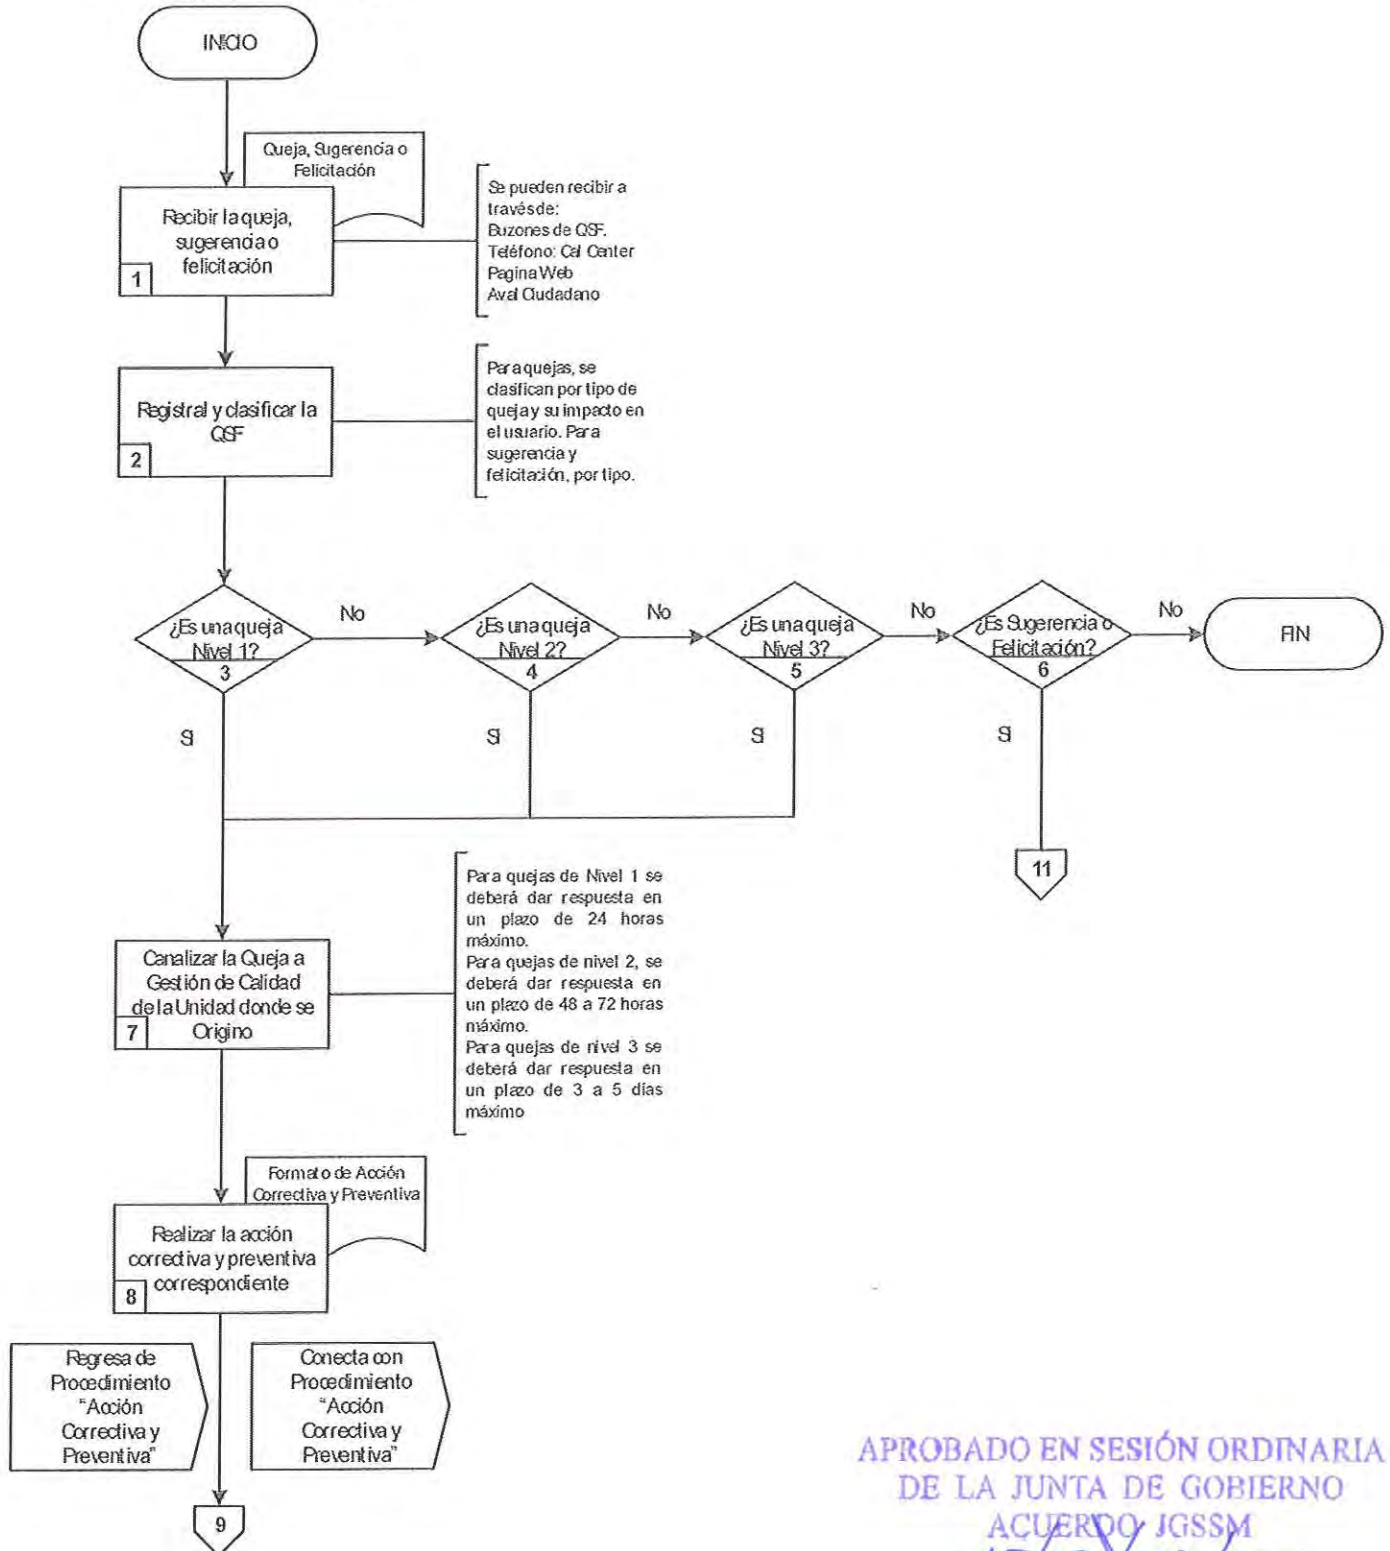 INICIO
Queja, Sugerencia o
Felicitación
Recibir la queja,
sugerencia o
felicitación
1
Se pueden recibir a
través de:
Buzones de QSF.
Teléfono: Cal Center
Pagina Web
Aval Ciudadano
Registral y clasificar la
QSF
2
Para quejas, se
clasifican por tipo de
queja y su impacto en
el usuario. Para
sugerencia y
felicitación, por tipo.
¿Es una queja
Nivel 1?
3
No
¿Es una queja
Nivel 2?
4
No
¿Es una queja
Nivel 3?
5
No
¿Es Sugerencia o
Felicitación?
6
No
FIN
SI
SI
SI
SI
11
Canalizar la Queja a
Gestión de Calidad
de la Unidad donde se
Origino
7
Para quejas de Nivel 1 se
deberá dar respuesta en
un plazo de 24 horas
máximo.
Para quejas de nivel 2, se
deberá dar respuesta en
un plazo de 48 a 72 horas
máximo.
Para quejas de nivel 3 se
deberá dar respuesta en
un plazo de 3 a 5 días
máximo
Formato de Acción
Correctiva y Preventiva
Realizar la acción
correctiva y preventiva
correspondiente
8
Regresa de
Procedimiento
"Acción
Correctiva y
Preventiva"
Conecta con
Procedimiento
"Acción
Correctiva y
Preventiva"
9
APROBADO EN SESIÓN ORDINARIA
DE LA JUNTA DE GOBIERNO
ACUERDO JGSSM